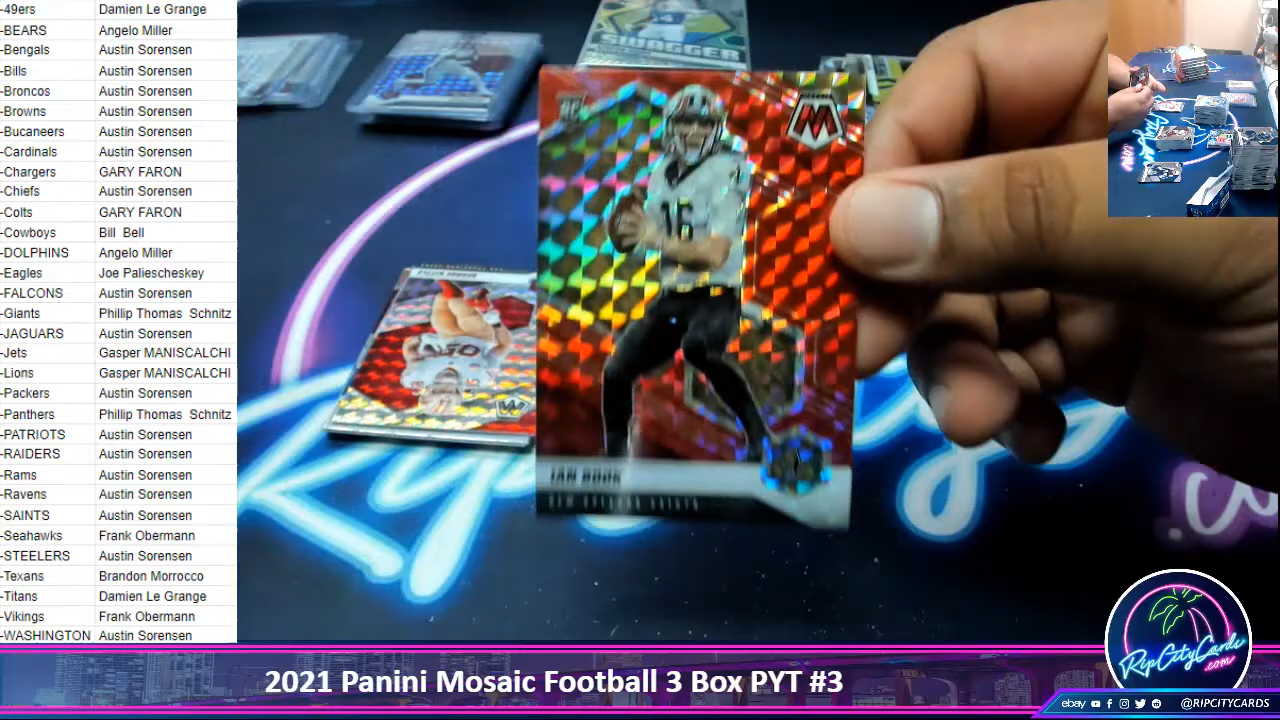 -49ers Damien Le Grange
-BEARS Angelo Miller
-Bengals Austin Sorensen
-Bills Austin Sorensen
-Broncos Austin Sorensen
-Browns Austin Sorensen
-Bucaneers Austin Sorensen
-Cardinals Austin Sorensen
-Chargers GARY FARON
-Chiefs Austin Sorensen
-Colts GARY FARON
-Cowboys Bill Bell
-DOLPHINS Angelo Miller
-Eagles Joe Paliescheskey
-FALCONS Austin Sorensen
-Giants Phillip Thomas Schnitz
-JAGUARS Austin Sorensen
-Jets Gasper MANISCALCHI
-Lions Gasper MANISCALCHI
-Packers Austin Sorensen
-Panthers Phillip Thomas Schnitz
-PATRIOTS Austin Sorensen
-RAIDERS Austin Sorensen
-Rams Austin Sorensen
-Ravens Austin Sorensen
-SAINTS Austin Sorensen
-Seahawks Frank Obermann
-STEELERS Austin Sorensen
-Texans Brandon Morrocco
-Titans Damien Le Grange
-Vikings Frank Obermann
-WASHINGTON Austin Sorensen
SWAGGER
16
IAN BOOK
NEW ORLEANS SAINTS
2021 Panini Mosaic Football 3 Box PYT #3
RipCityCards
.com
ebay @RIPCITYCARDS